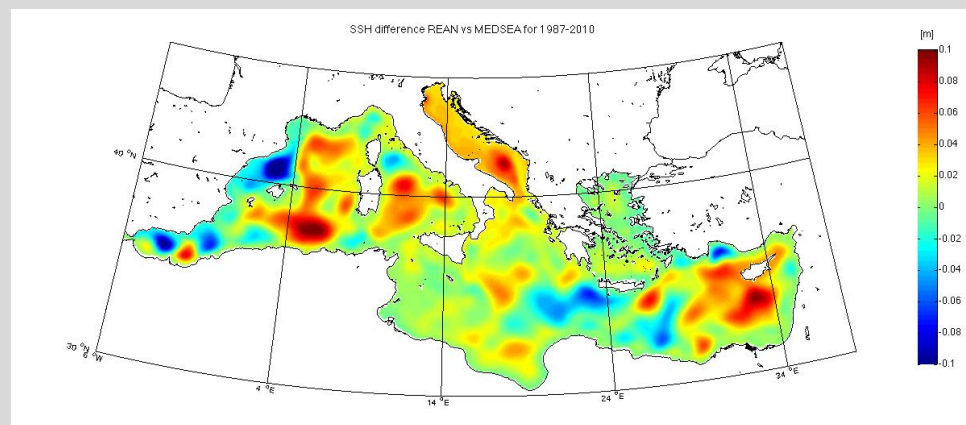 SSH difference REAN vs MEDSEA for 1987-2010
[m]
0.1
0.08
0.06
0.04
0.02
0
-0.02
-0.04
-0.06
-0.08
-0.1
40 °N
30 °N
6 °W
4 °E
14 °E
24 °E
34 °E